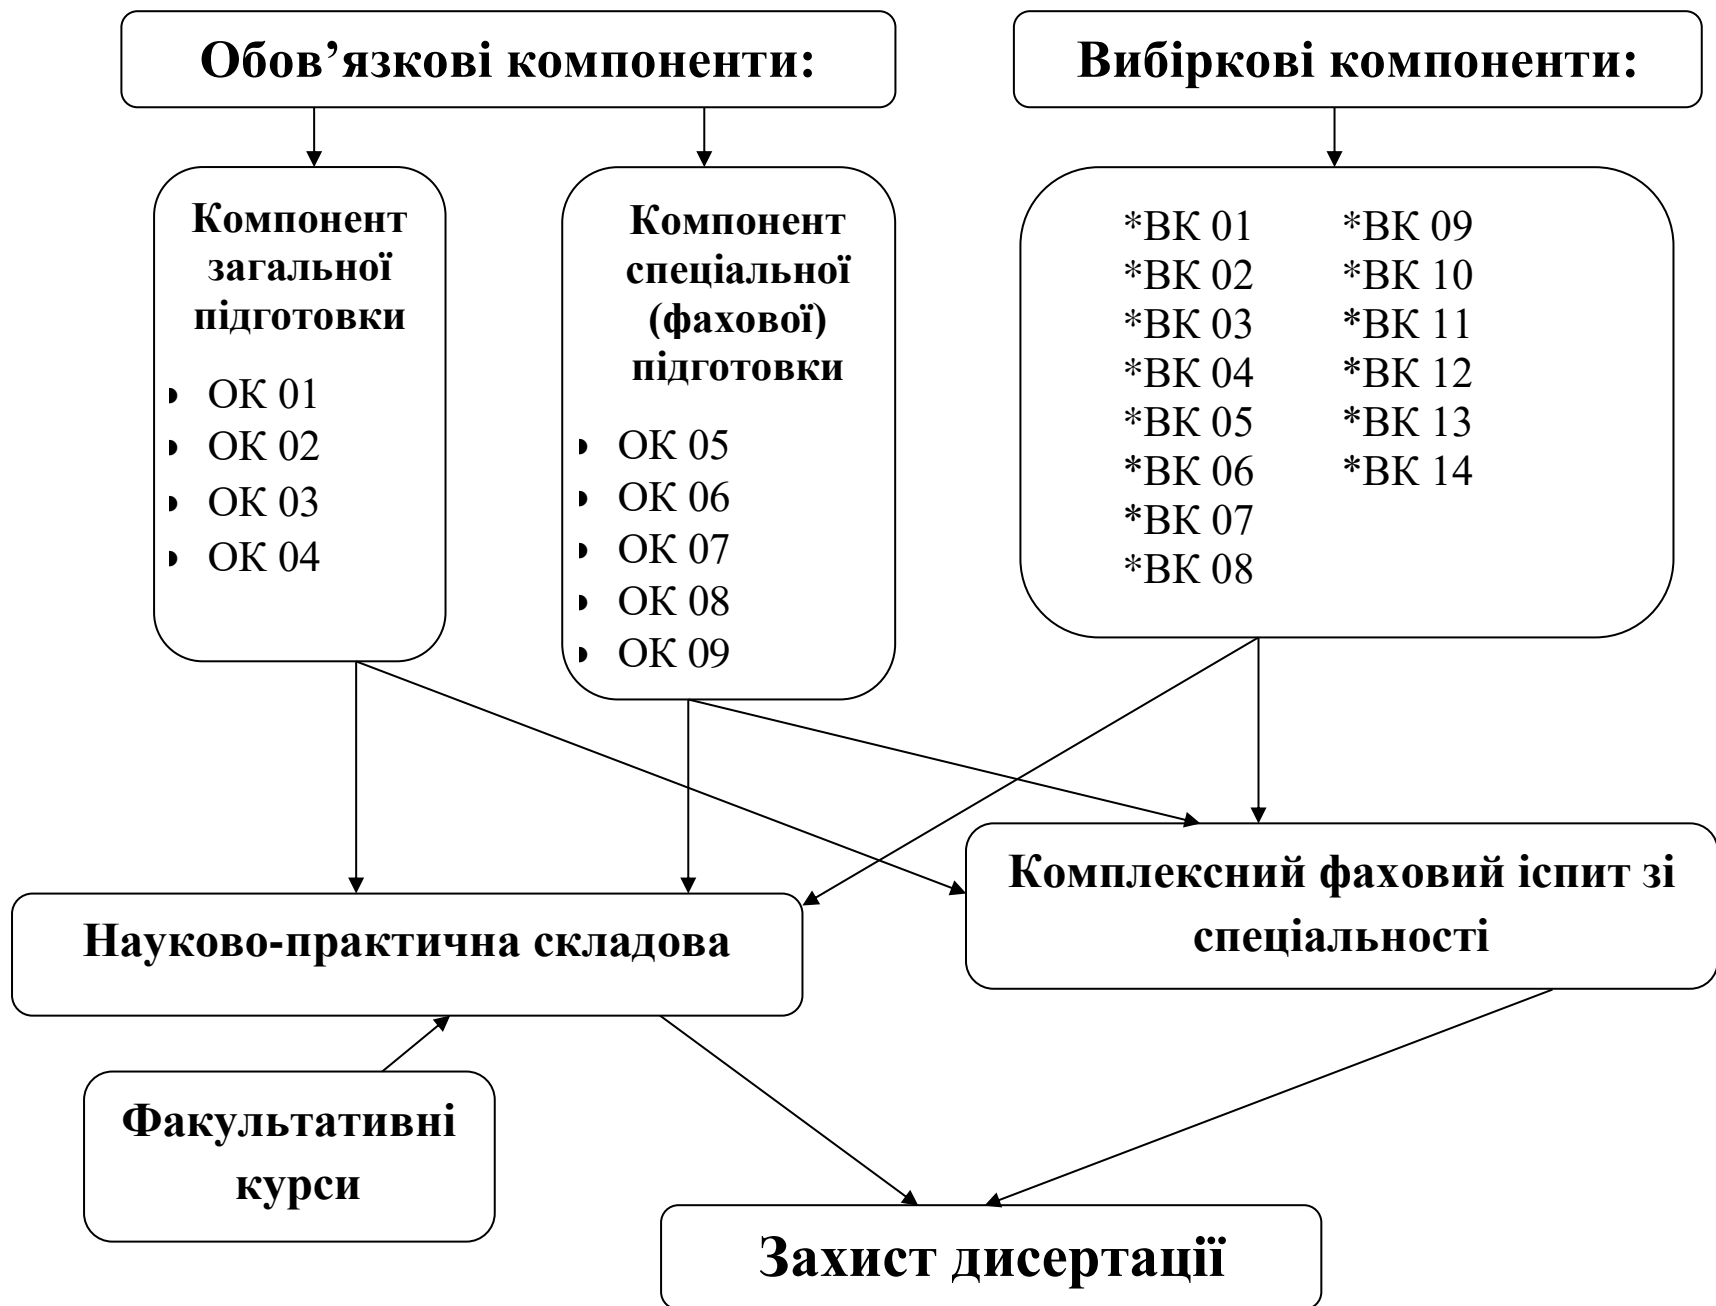 Обов’язкові компоненти:
Вибіркові компоненти:
Компонент
загальної
підготовки
ОК 01
ОК 02
ОК 03
ОК 04
Компонент
спеціальної
(фахової)
підготовки
ОК 05
ОК 06
ОК 07
ОК 08
ОК 09
*ВК 01
*ВК 02
*ВК 03
*ВК 04
*ВК 05
*ВК 06
*ВК 07
*ВК 08
*ВК 09
*ВК 10
*ВК 11
*ВК 12
*ВК 13
*ВК 14
Комплексний фаховий іспит зі
спеціальності
Науково-практична складова
Факультативні
курси
Захист дисертації